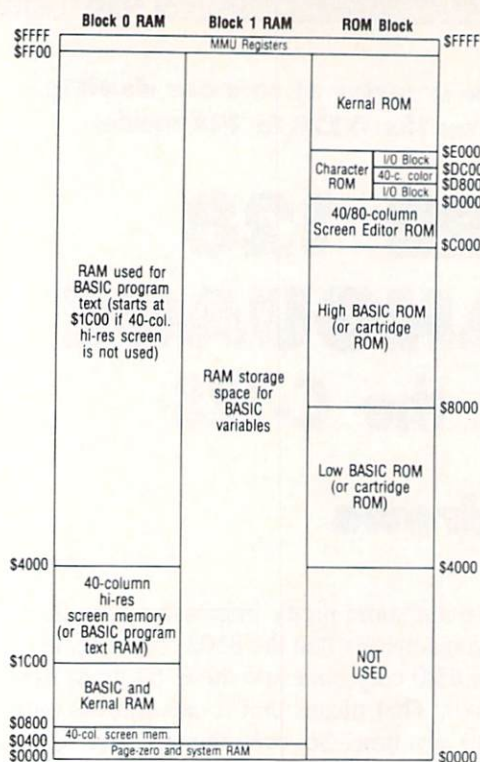 Block 0 RAM
Block 1 RAM
ROM Block
$FFFF
$FF00
MMU Registers
$FFFF
Kernal ROM
$E000
Character
ROM
I/O Block
40-c. color
I/O Block
$DC00
$D800
$D000
40/80-column
Screen Editor ROM
$C000
RAM used for
BASIC program
text (starts at
$1C00 if 40-col.
hi-res screen
is not used)
RAM storage
space for
BASIC
variables
High BASIC ROM
(or cartridge
ROM)
$8000
Low BASIC ROM
(or cartridge
ROM)
$4000
$4000
40-column
hi-res
screen memory
(or BASIC program
text RAM)
$1C00
NOT
USED
BASIC and
Kernal RAM
$0800
40-col. screen mem.
$0400
Page-zero and system RAM
$0000
$0000